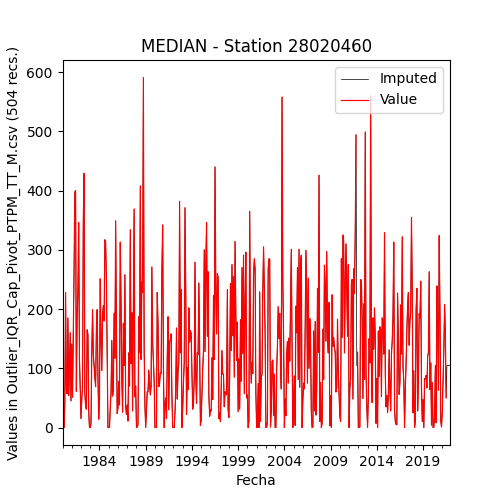 MEDIAN - Station 28020460
Imputed
Value
Values in Outlier_IQR_Cap_Pivot_PTPM_TT_M.csv (504 recs.)
600
500
400
300
200
100
0
1984 1989 1994 1999 2004 2009 2014 2019
Fecha